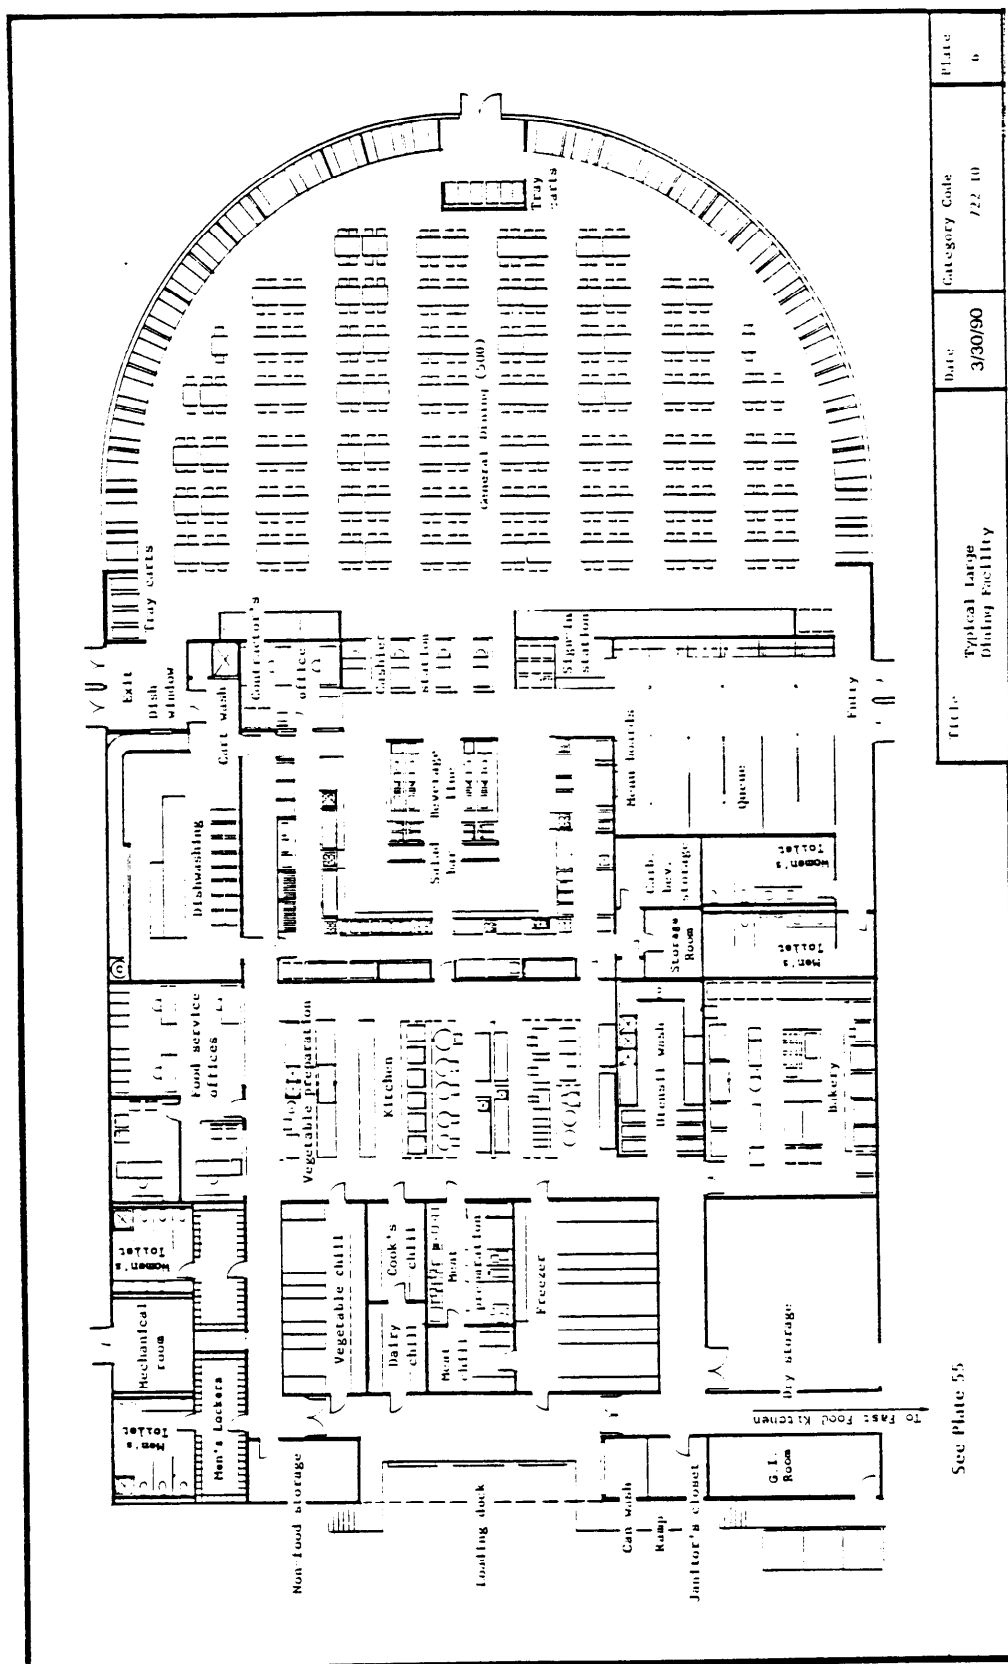 Tray
carts
General Dining (500)
Tray carts
Exit
Dish
window
Cart wash
Contractor's
office
Cashier
station
Sign-in
station
Entry
Dishwashing
Salad
bar
Beverage
line
Menu boards
Queue
Carb.
bev.
storage
Women's
Toilet
Storage
Room
Men's
Toilet
Food service
offices
Vegetable preparation
Kitchen
Utensil wash
Bakery
Women's
Toilet
Mechanical
room
Men's
Toilet
Men's Lockers
Vegetable chill
Cook's
chill
Dairy
chill
Meat
preparation
Meat
chill
Freezer
Dry storage
Non-food storage
Loading dock
Can wash
Ramp
Janitor's closet
G.I.
Room
To Fast Food Kitchen
See Plate 55
Title
Typical Large
Dining Facility
Date
3/30/90
Category Code
722 10
Plate
6